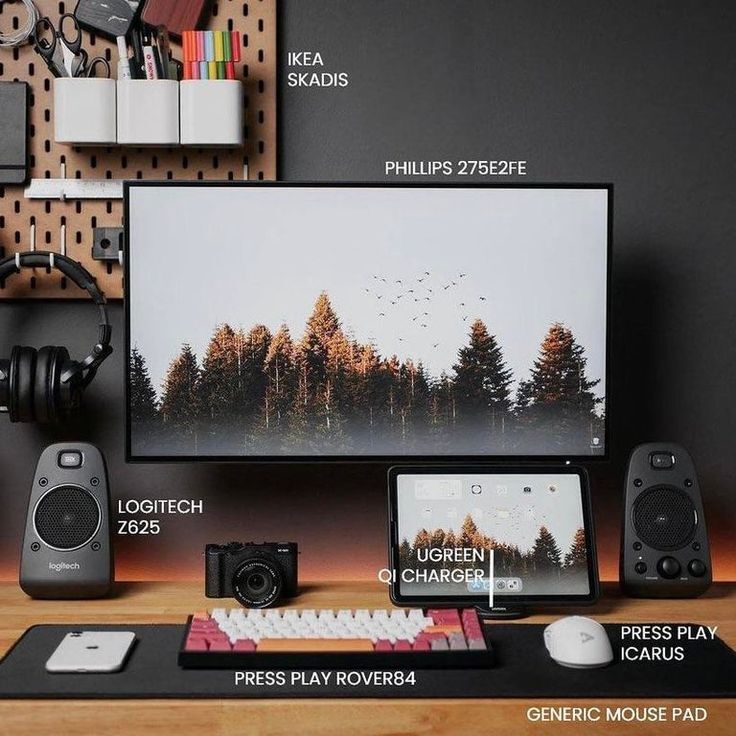 IKEA
SKADIS
PHILLIPS 275E2FE
LOGITECH
Z625
logitech
UGREEN
QI CHARGER
PRESS PLAY
ICARUS
PRESS PLAY ROVER84
GENERIC MOUSE PAD